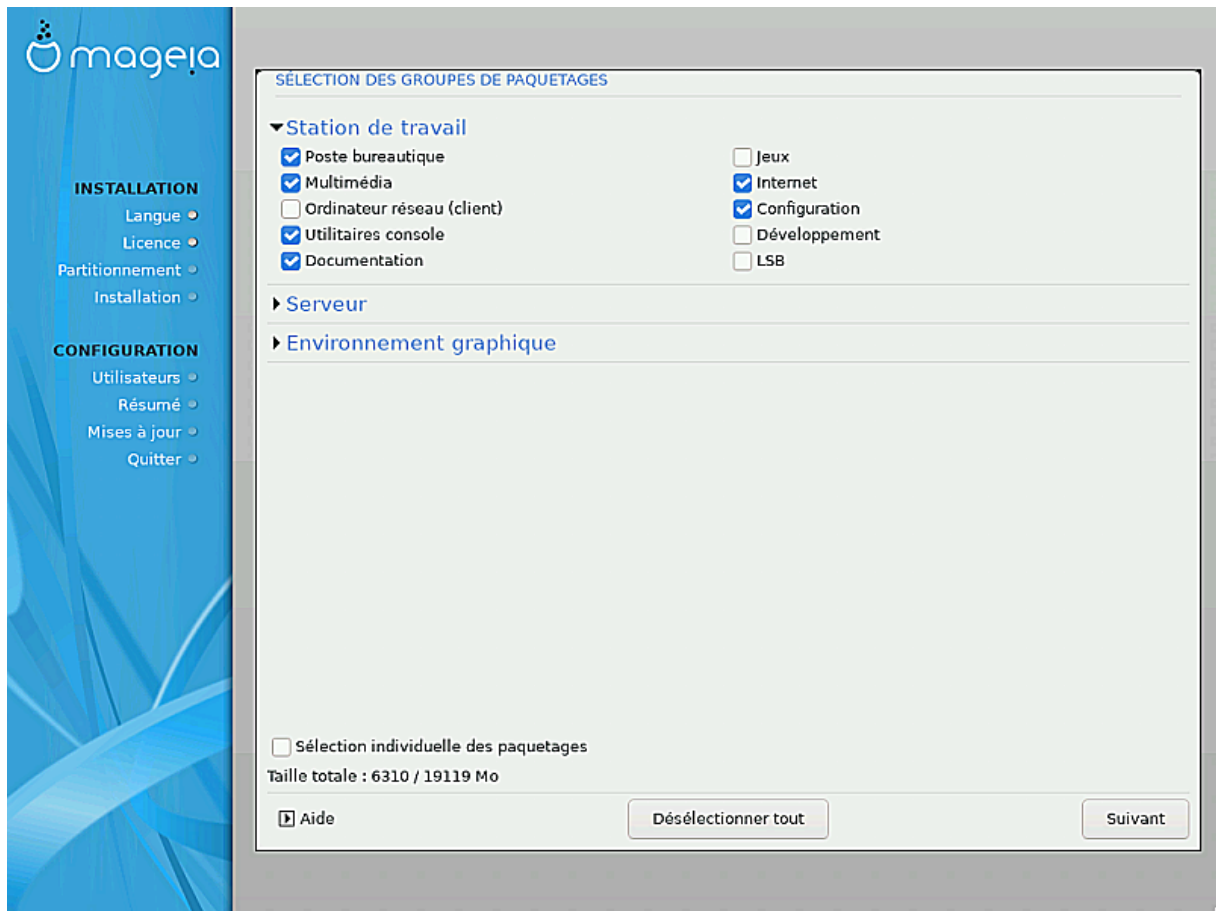 mageia
INSTALLATION
Langue
Licence
Partitionnement
Installation
CONFIGURATION
Utilisateurs
Résumé
Mises à jour
Quitter
SÉLECTION DES GROUPES DE PAQUETAGES
Station de travail
Poste bureautique
Jeux
Multimédia
Internet
Ordinateur réseau (client)
Configuration
Utilitaires console
Développement
Documentation
LSB
Serveur
Environnement graphique
Sélection individuelle des paquetages
Taille totale : 6310 / 19119 Mo
Aide
Désélectionner tout
Suivant